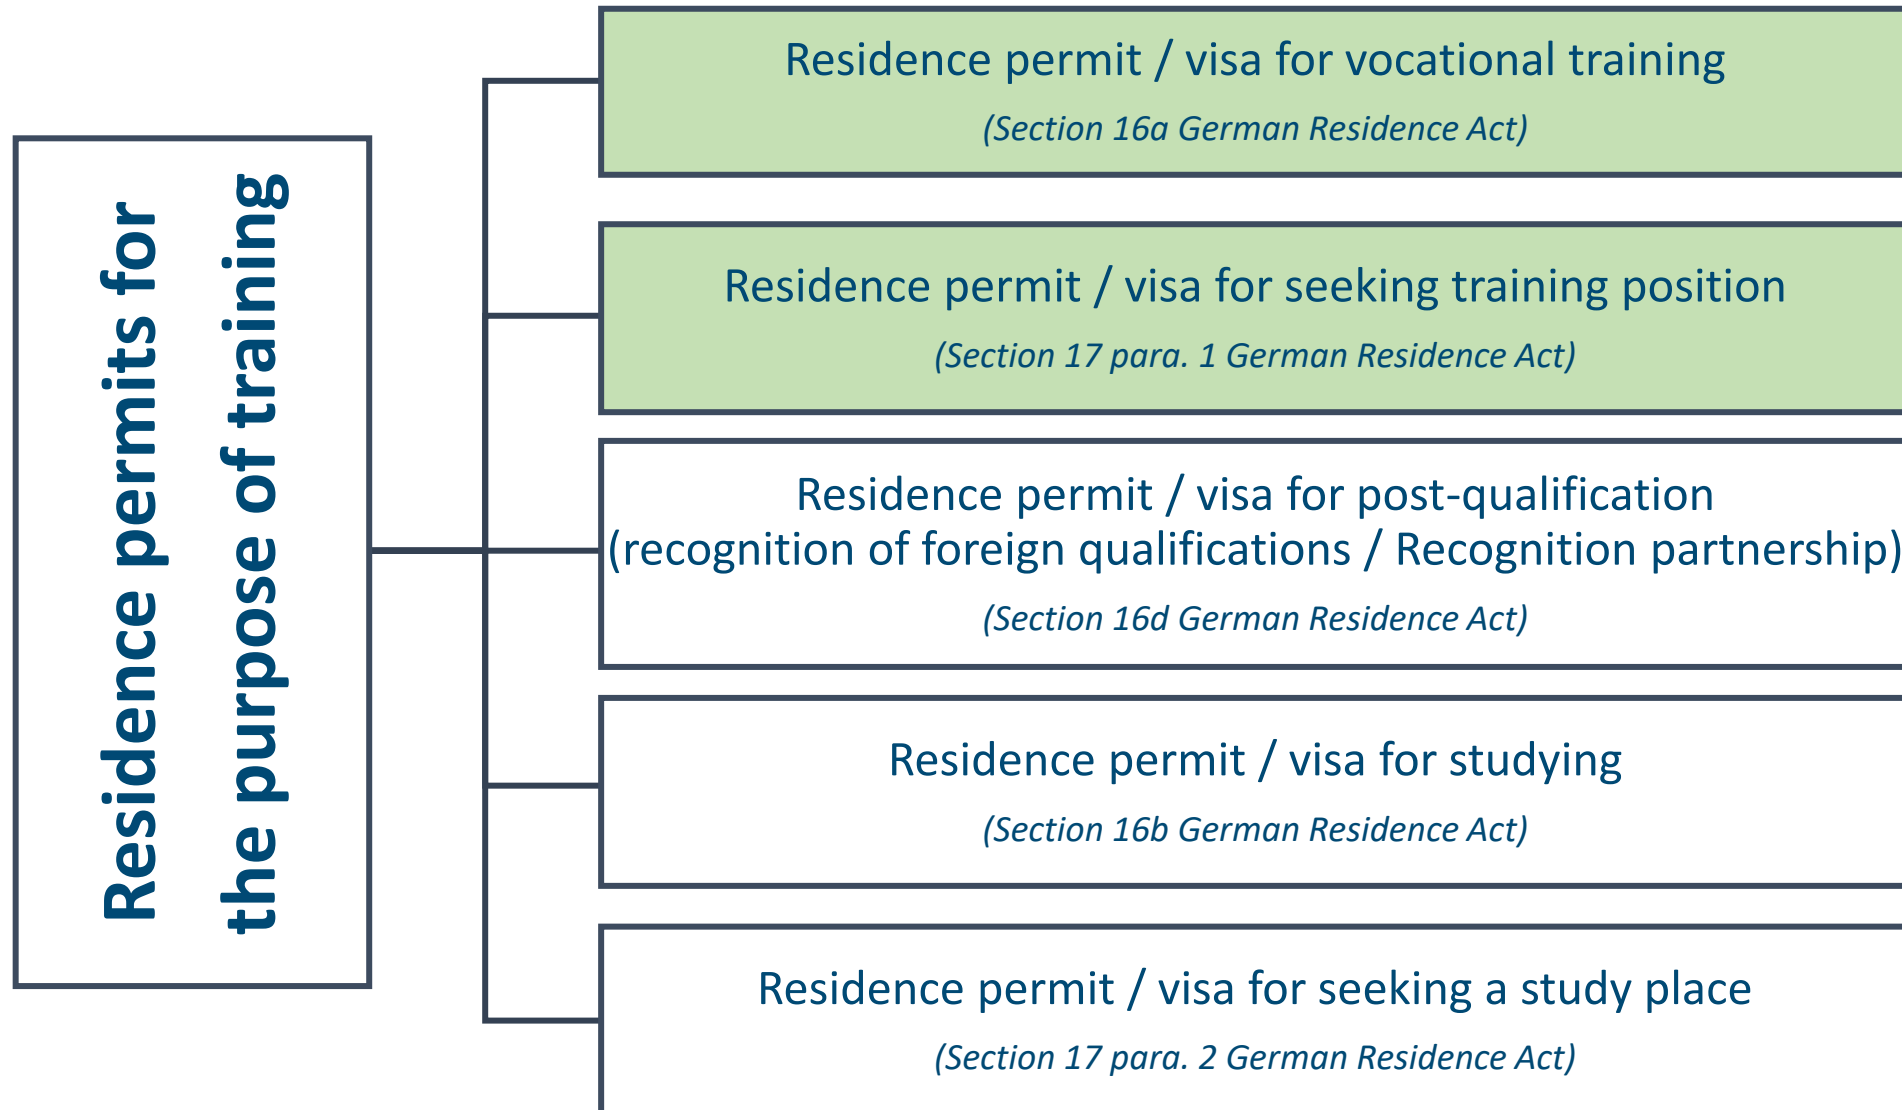 Residence permits for
the purpose of training
Residence permit / visa for vocational training
(Section 16a German Residence Act)
Residence permit / visa for seeking training position
(Section 17 para. 1 German Residence Act)
Residence permit / visa for post-qualification
(recognition of foreign qualifications / Recognition partnership)
(Section 16d German Residence Act)
Residence permit / visa for studying
(Section 16b German Residence Act)
Residence permit / visa for seeking a study place
(Section 17 para. 2 German Residence Act)